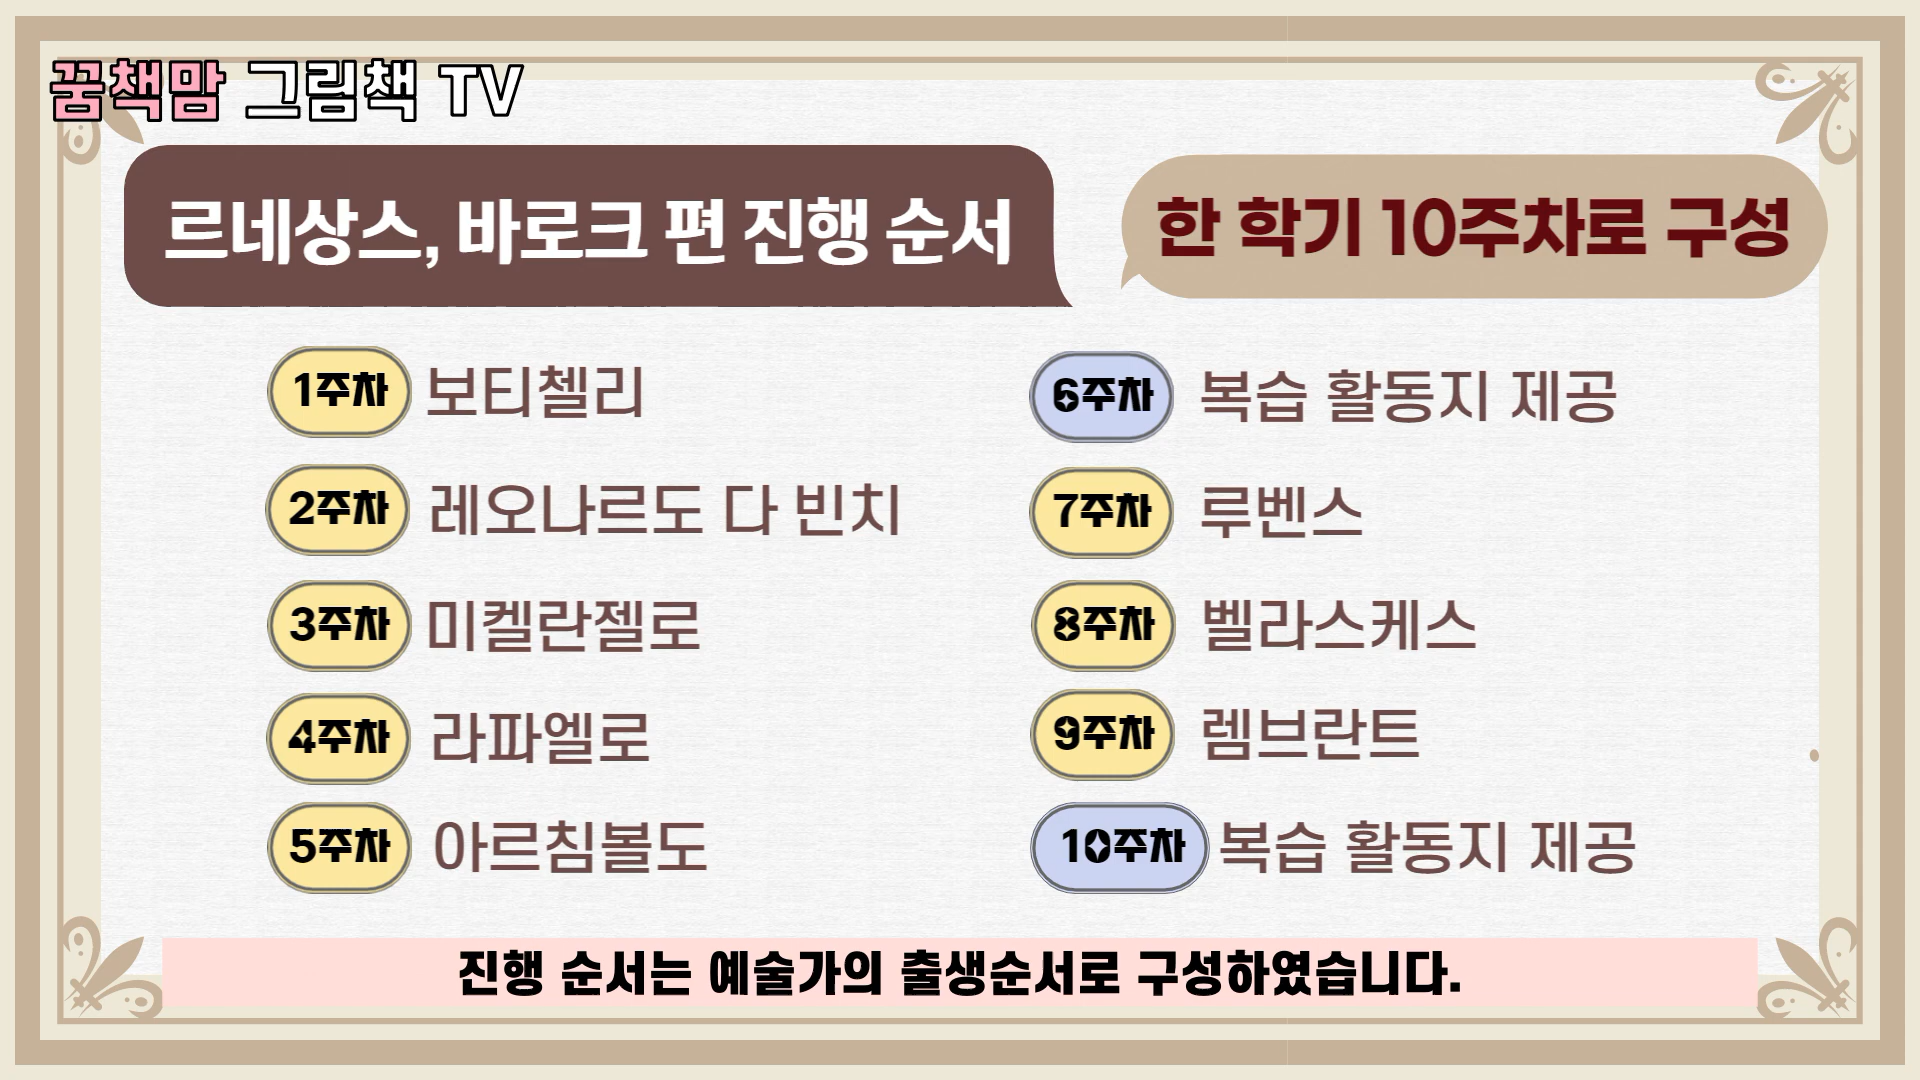 꿈책맘 그림책 TV
르네상스, 바로크 편 진행 순서
한 학기 10주차로 구성
1주차 보티첼리
2주차 레오나르도 다 빈치
3주차 미켈란젤로
4주차 라파엘로
5주차 아르침볼도
6주차 복습 활동지 제공
7주차 루벤스
8주차 벨라스케스
9주차 렘브란트
10주차 복습 활동지 제공
진행 순서는 예술가의 출생순서로 구성하였습니다.